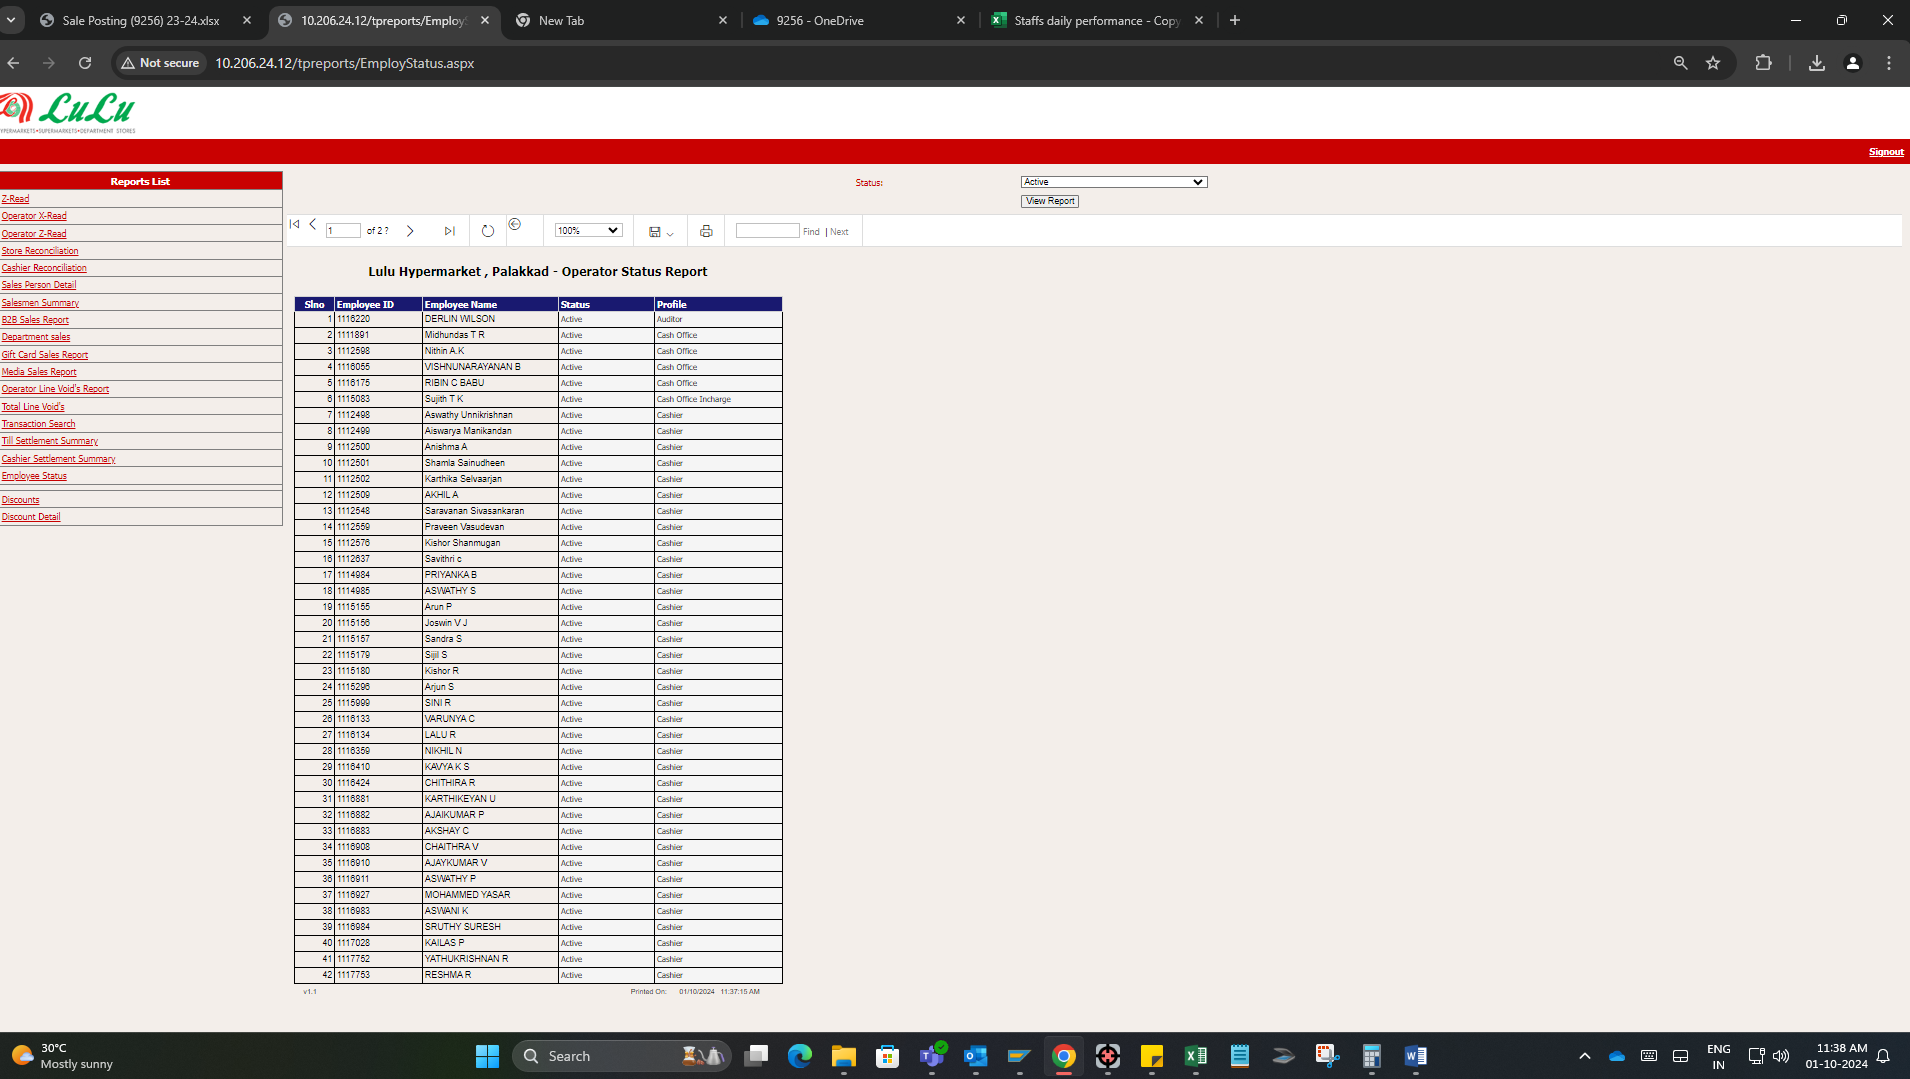 Sale Posting (9256) 23-24.xlsx
10.206.24.12/tpreports/Employ
New Tab
9256 - OneDrive
Staffs daily performance - Copy
Not secure 10.206.24.12/tpreports/EmployStatus.aspx
LuLu
HYPERMARKETS•SUPERMARKETS•DEPARTMENT STORES
Signout
Reports List
Z-Read
Operator X-Read
Operator Z-Read
Store Reconciliation
Cashier Reconciliation
Sales Person Detail
Salesmen Summary
B2B Sales Report
Department sales
Gift Card Sales Report
Media Sales Report
Operator Line Void's Report
Total Line Void's
Transaction Search
Till Settlement Summary
Cashier Settlement Summary
Employee Status
Discounts
Discount Detail
Status: Active
View Report
1 of 2 ? 100% Find | Next
Lulu Hypermarket , Palakkad - Operator Status Report
Slno Employee ID Employee Name Status Profile
1 1116220 DERLIN WILSON Active Auditor
2 1111891 Midhundas T R Active Cash Office
3 1112598 Nithin A.K Active Cash Office
4 1116055 VISHNUNARAYANAN B Active Cash Office
5 1116175 RIBIN C BABU Active Cash Office
6 1115083 Sujith T K Active Cash Office Incharge
7 1112498 Aswathy Unnikrishnan Active Cashier
8 1112499 Aiswarya Manikandan Active Cashier
9 1112500 Anishma A Active Cashier
10 1112501 Shamla Sainudheen Active Cashier
11 1112502 Karthika Selvaarjan Active Cashier
12 1112509 AKHIL A Active Cashier
13 1112548 Saravanan Sivasankaran Active Cashier
14 1112559 Praveen Vasudevan Active Cashier
15 1112576 Kishor Shanmugan Active Cashier
16 1112637 Savithri c Active Cashier
17 1114984 PRIYANKA B Active Cashier
18 1114985 ASWATHY S Active Cashier
19 1115155 Arun P Active Cashier
20 1115156 Joswin V J Active Cashier
21 1115157 Sandra S Active Cashier
22 1115179 Sijil S Active Cashier
23 1115180 Kishor R Active Cashier
24 1115296 Arjun S Active Cashier
25 1115999 SINI R Active Cashier
26 1116133 VARUNYA C Active Cashier
27 1116134 LALU R Active Cashier
28 1116359 NIKHIL N Active Cashier
29 1116410 KAVYA K S Active Cashier
30 1116424 CHITHIRA R Active Cashier
31 1116881 KARTHIKEYAN U Active Cashier
32 1116882 AJAIKUMAR P Active Cashier
33 1116883 AKSHAY C Active Cashier
34 1116908 CHAITHRA V Active Cashier
35 1116910 AJAYKUMAR V Active Cashier
36 1116911 ASWATHY P Active Cashier
37 1116927 MOHAMMED YASAR Active Cashier
38 1116983 ASWANI K Active Cashier
39 1116984 SRUTHY SURESH Active Cashier
40 1117028 KAILAS P Active Cashier
41 1117752 YATHUKRISHNAN R Active Cashier
42 1117753 RESHMA R Active Cashier
v1.1 Printed On: 01/10/2024 11:37:15 AM
30°C
Mostly sunny
Search
ENG
IN
11:38 AM
01-10-2024